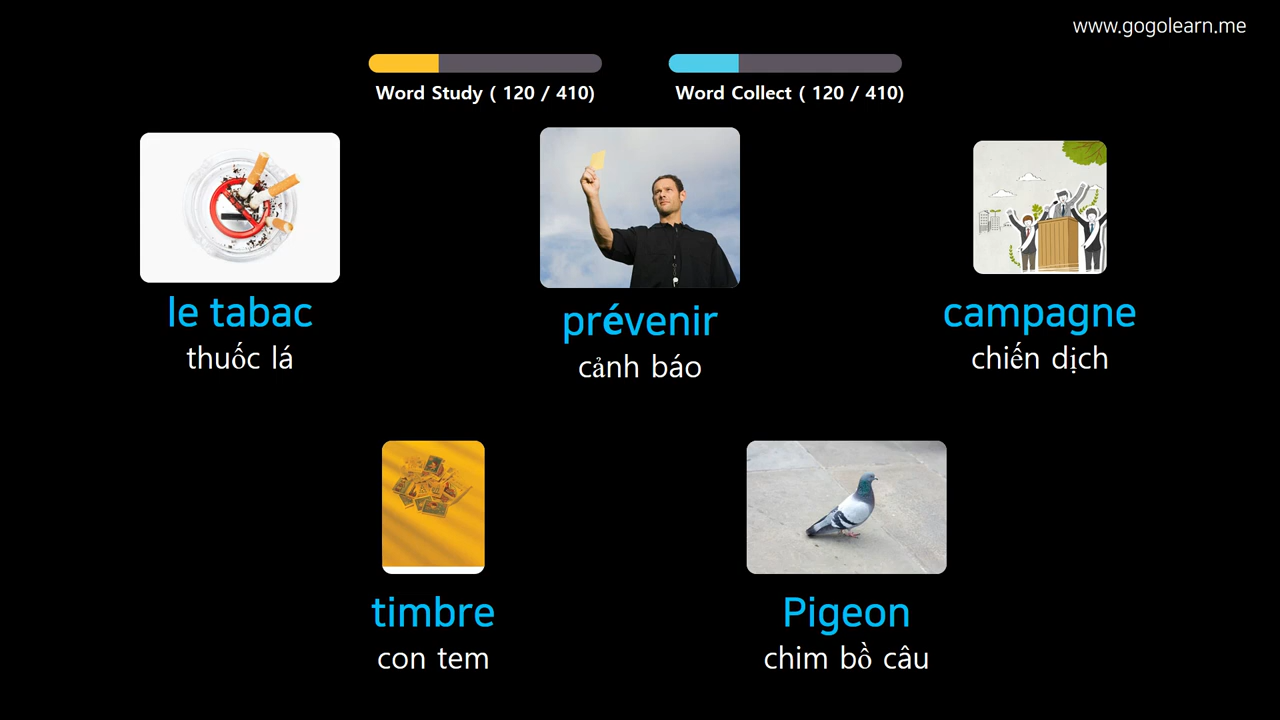 www.gogolearn.me
Word Study ( 120 / 410)
Word Collect ( 120 / 410)
le tabac
thuốc lá
prévenir
cảnh báo
campagne
chiến dịch
timbre
con tem
Pigeon
chim bồ câu